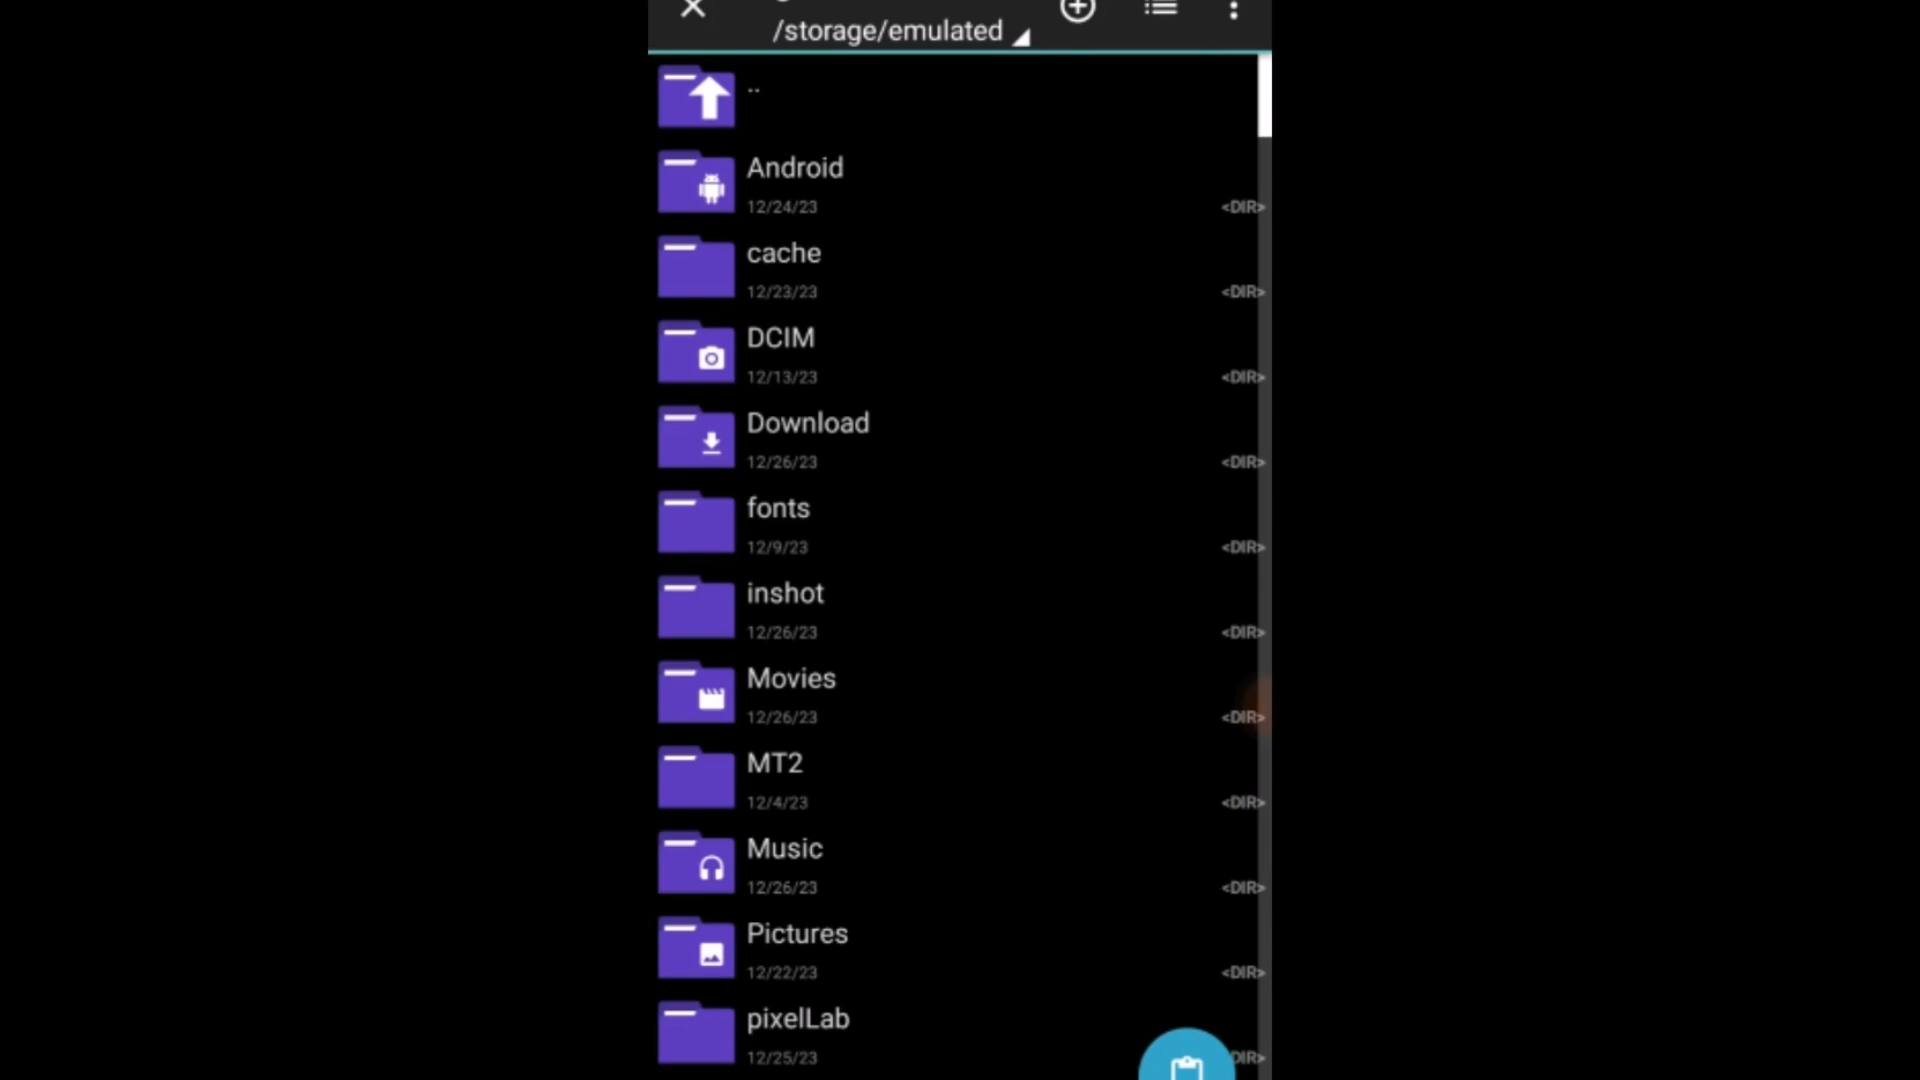 /storage/emulated
..
Android
12/24/23 <DIR>
cache
12/23/23 <DIR>
DCIM
12/13/23 <DIR>
Download
12/26/23 <DIR>
fonts
12/9/23 <DIR>
inshot
12/26/23 <DIR>
Movies
12/26/23 <DIR>
MT2
12/4/23 <DIR>
Music
12/26/23 <DIR>
Pictures
12/22/23 <DIR>
pixelLab
12/25/23 DIR>